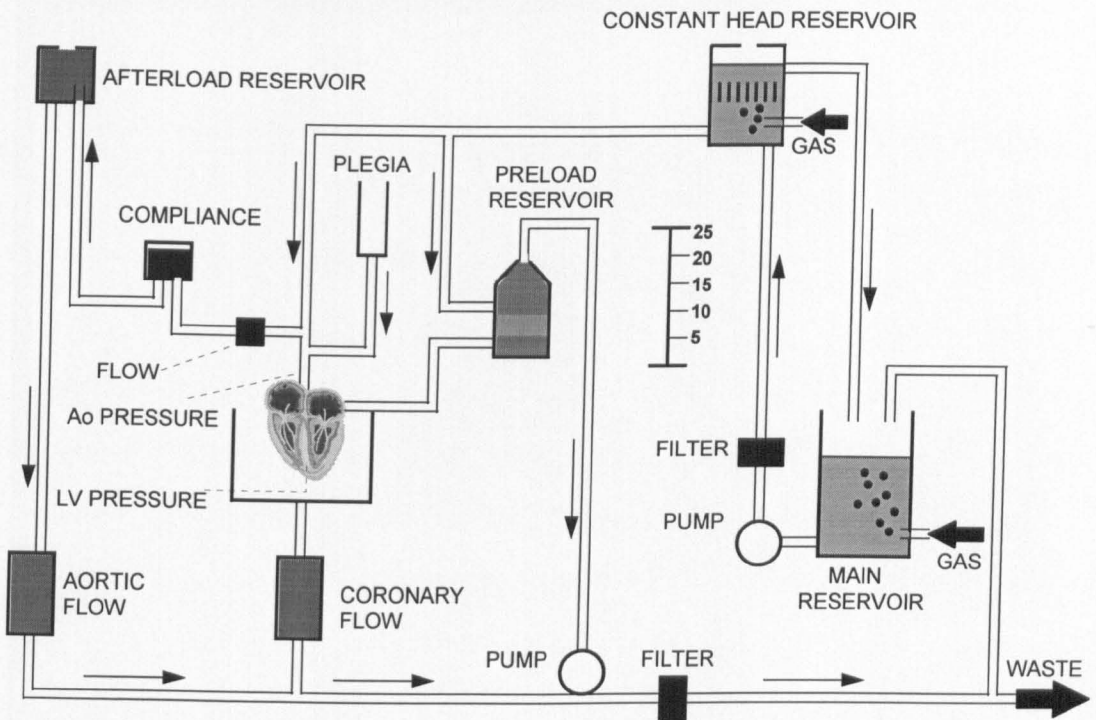 CONSTANT HEAD RESERVOIR
AFTERLOAD RESERVOIR
GAS
PLEGIA
PRELOAD
RESERVOIR
COMPLIANCE
25
20
15
10
5
FLOW
Ao PRESSURE
FILTER
LV PRESSURE
PUMP
GAS
MAIN
RESERVOIR
AORTIC
FLOW
CORONARY
FLOW
PUMP
FILTER
WASTE